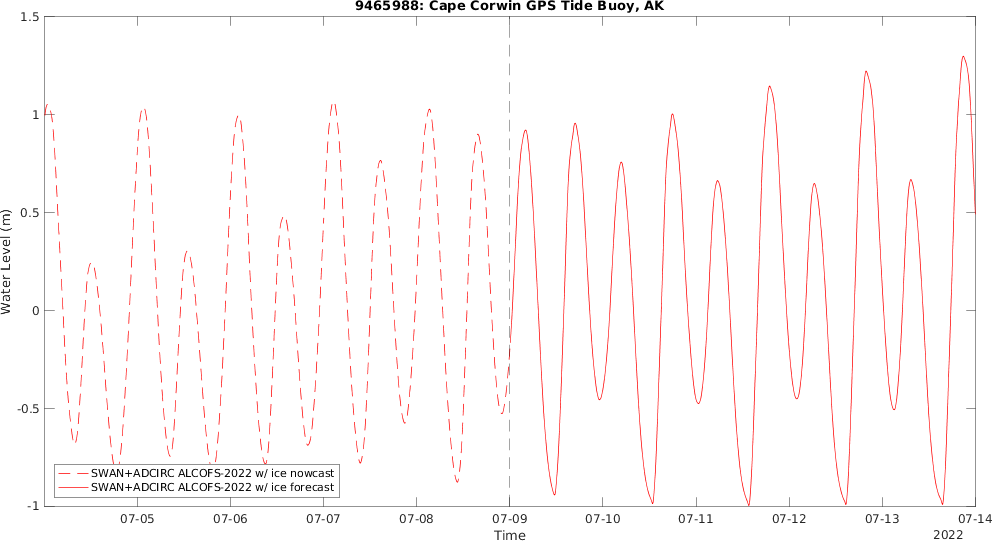 9465988: Cape Corwin GPS Tide Buoy, AK
1.5
1
0.5
0
-0.5
-1
Water Level (m)
SWAN+ADCIRC ALCOFS-2022 w/ ice nowcast
SWAN+ADCIRC ALCOFS-2022 w/ ice forecast
07-05 07-06 07-07 07-08 07-09 07-10 07-11 07-12 07-13 07-14
Time
2022